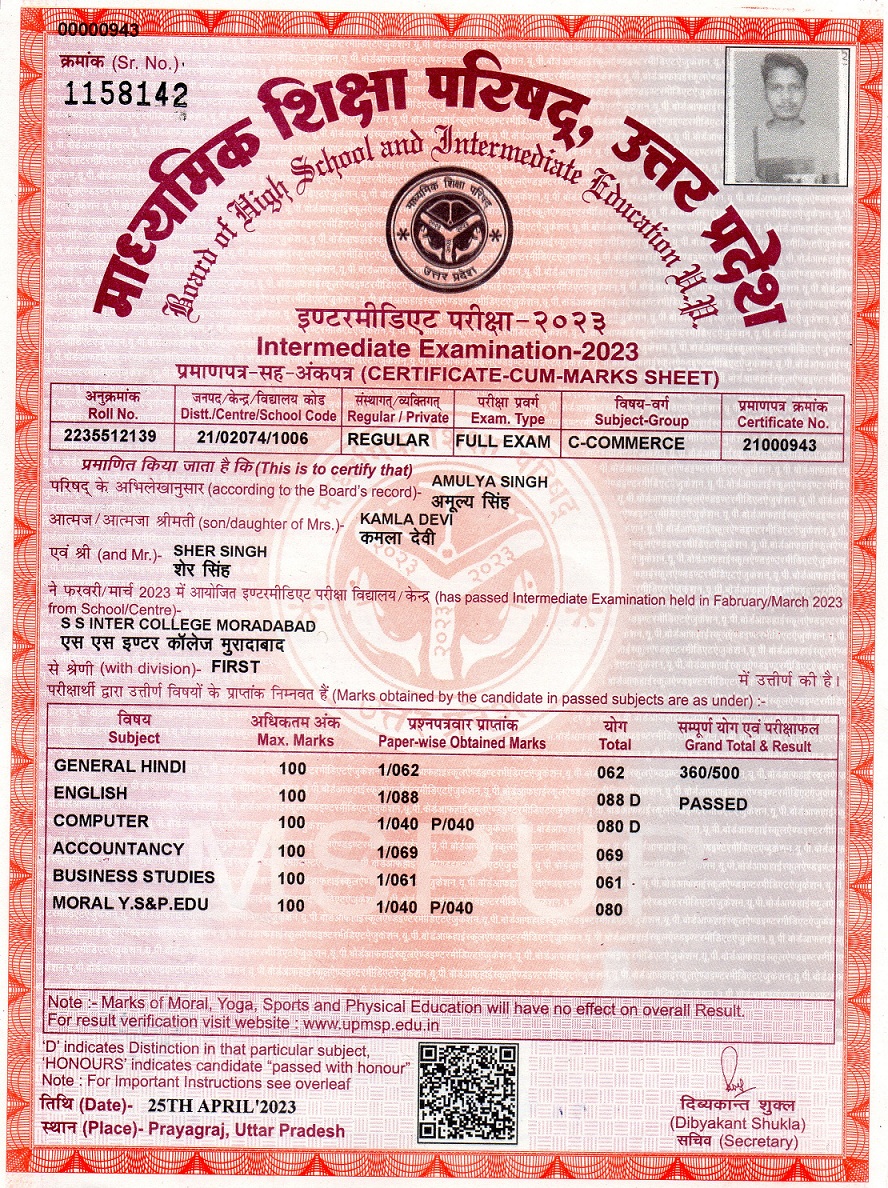 00000943
क्रमांक (Sr. No.)
1158142
माध्यमिक शिक्षा परिषद्, उत्तर प्रदेश
Board of High School and Intermediate Education U.P.
माध्यमिक शिक्षा परिषद्
उत्तर प्रदेश
इण्टरमीडिएट परीक्षा-२०२३
Intermediate Examination-2023
प्रमाणपत्र-सह-अंकपत्र (CERTIFICATE-CUM-MARKS SHEET)
अनुक्रमांक जनपद/केन्द्र/विद्यालय कोड संस्थागत्/व्यक्तिगत् परीक्षा प्रवर्ग विषय-वर्ग प्रमाणपत्र क्रमांक
Roll No. Distt./Centre/School Code Regular / Private Exam. Type Subject-Group Certificate No.
2235512139 21/02074/1006 REGULAR FULL EXAM C-COMMERCE 21000943
प्रमाणित किया जाता है कि (This is to certify that)
AMULYA SINGH
परिषद् के अभिलेखानुसार (according to the Board's record)- अमूल्य सिंह
आत्मज/आत्मजा श्रीमती (son/daughter of Mrs.)- KAMLA DEVI
कमला देवी
एवं श्री (and Mr.)- SHER SINGH
शेर सिंह
ने फरवरी/मार्च 2023 में आयोजित इण्टरमीडिएट परीक्षा विद्यालय/केन्द्र (has passed Intermediate Examination held in Fabruary/March 2023
from School/Centre)-
S S INTER COLLEGE MORADABAD
एस एस इण्टर कॉलेज मुरादाबाद
से श्रेणी (with division)- FIRST में उत्तीर्ण की है।
परीक्षार्थी द्वारा उत्तीर्ण विषयों के प्राप्तांक निम्नवत हैं (Marks obtained by the candidate in passed subjects are as under) :-
विषय अधिकतम अंक प्रश्नपत्रवार प्राप्तांक योग सम्पूर्ण योग एवं परीक्षाफल
Subject Max. Marks Paper-wise Obtained Marks Total Grand Total & Result
GENERAL HINDI 100 1/062 062 360/500
ENGLISH 100 1/088 088 D PASSED
COMPUTER 100 1/040 P/040 080 D
ACCOUNTANCY 100 1/069 069
BUSINESS STUDIES 100 1/061 061
MORAL Y.S&P.EDU 100 1/040 P/040 080
MSPUP
Note :- Marks of Moral, Yoga, Sports and Physical Education will have no effect on overall Result.
For result verification visit website : www.upmsp.edu.in
'D' indicates Distinction in that particular subject,
'HONOURS' indicates candidate "passed with honour"
Note : For Important Instructions see overleaf
तिथि (Date)- 25TH APRIL'2023
स्थान (Place)- Prayagraj, Uttar Pradesh
दिब्यकान्त शुक्ल
(Dibyakant Shukla)
सचिव (Secretary)